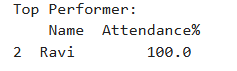 Top Performer:
Name Attendance%
2 Ravi 100.0